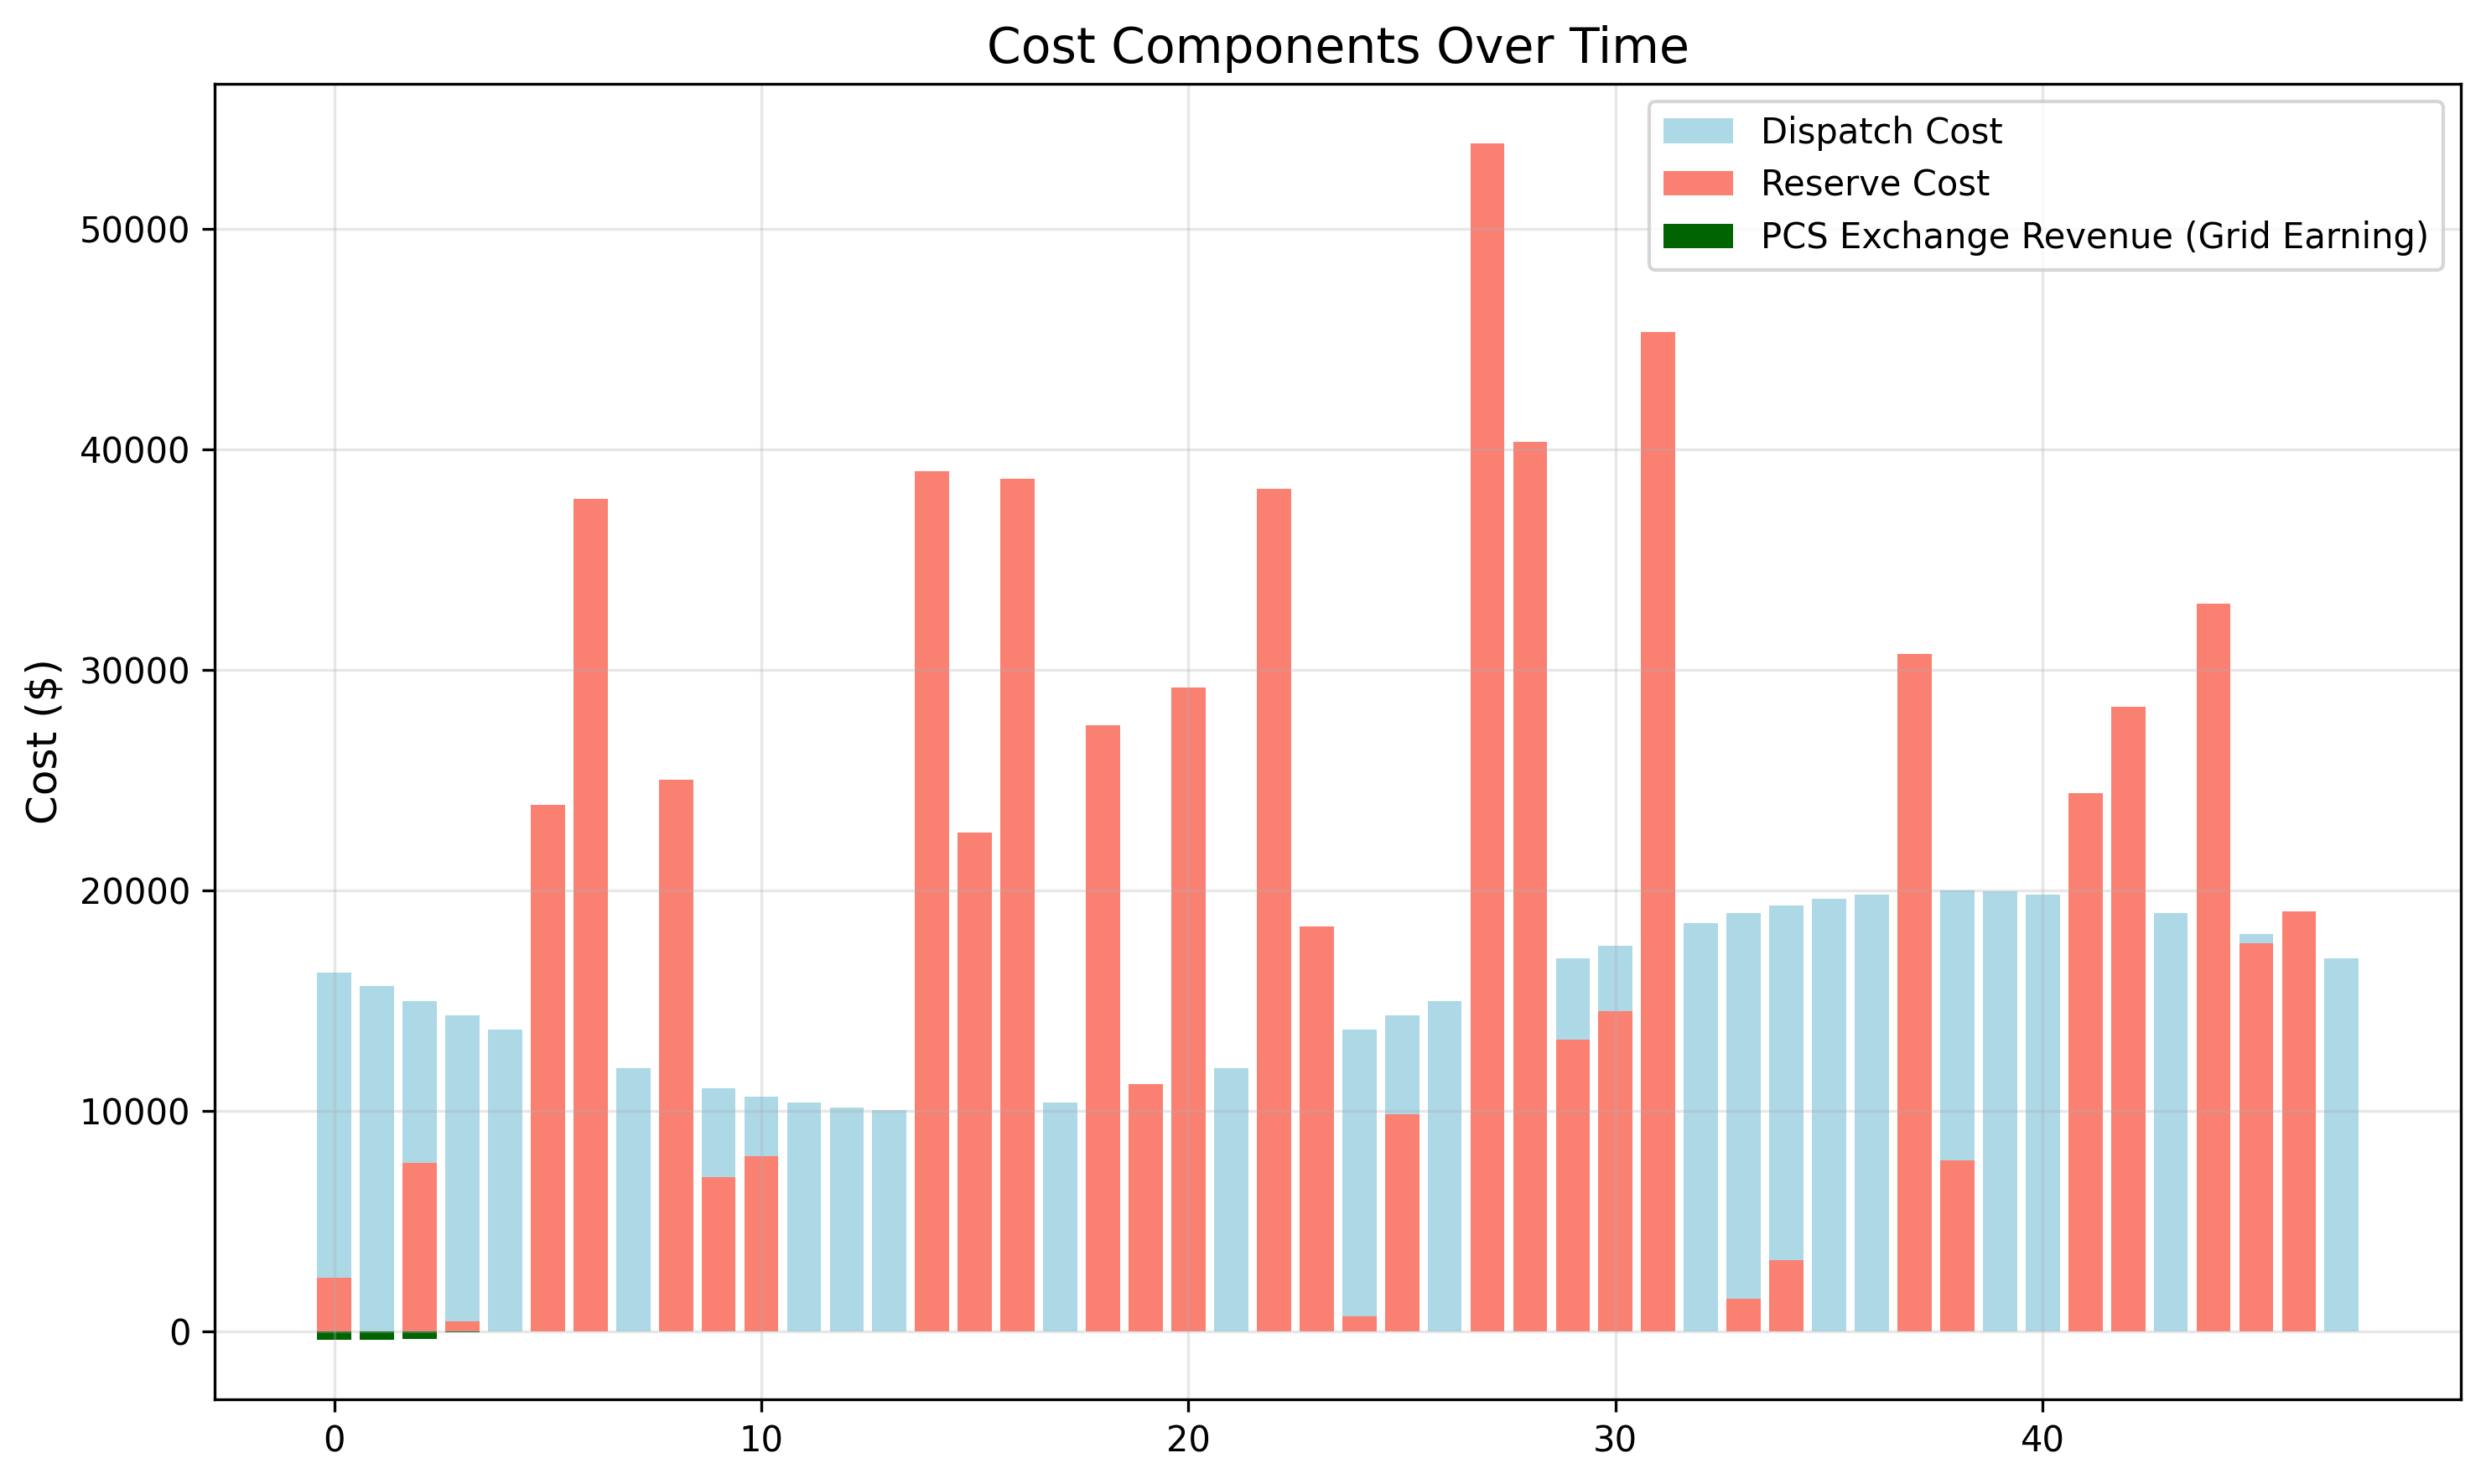 Cost Components Over Time
Dispatch Cost
Reserve Cost
PCS Exchange Revenue (Grid Earning)
Cost ($)
50000
40000
30000
20000
10000
0
0 10 20 30 40